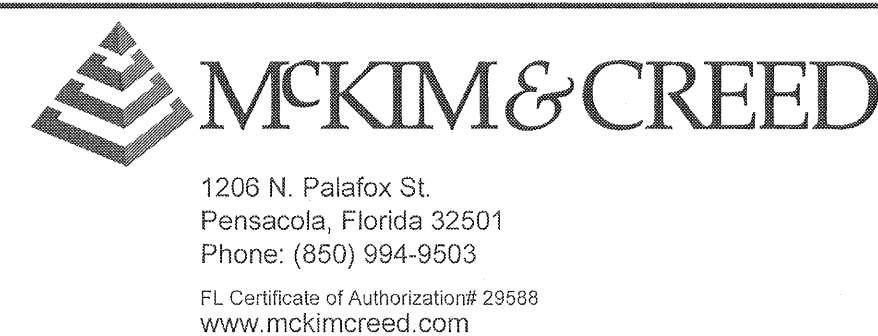 McKIM & CREED
1206 N. Palafox St.
Pensacola, Florida 32501
Phone: (850) 994-9503
FL Certificate of Authorization# 29588
www.mckimcreed.com